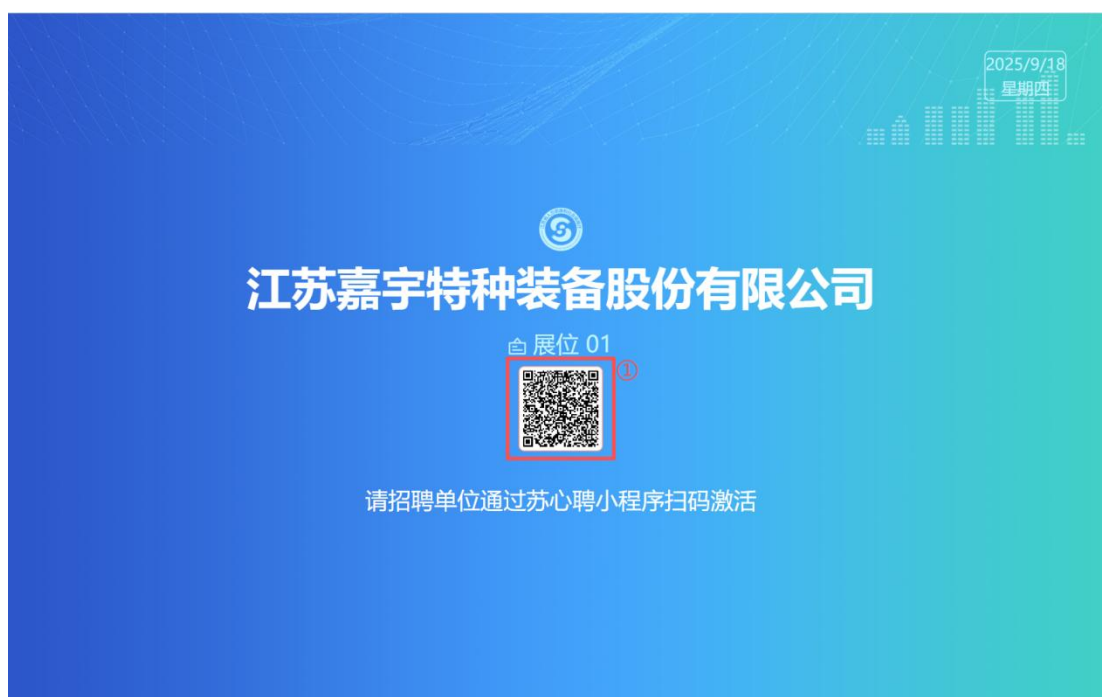 2025/9/18
星期四
江苏嘉宇特种装备股份有限公司
展位 01
①
请招聘单位通过苏心聘小程序扫码激活